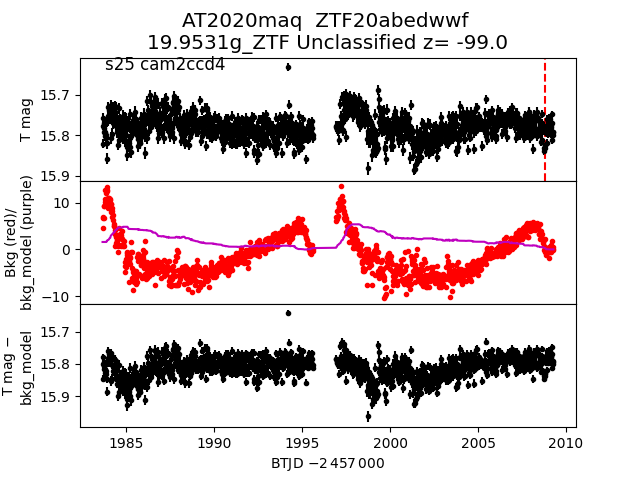 AT2020maq ZTF20abedwwf
19.9531g_ZTF Unclassified z= -99.0
s25 cam2ccd4
T mag
15.7
15.8
15.9
Bkg (red)/
bkg_model (purple)
10
0
−10
T mag −
bkg_model
15.7
15.8
15.9
1985 1990 1995 2000 2005 2010
BTJD −2 457 000